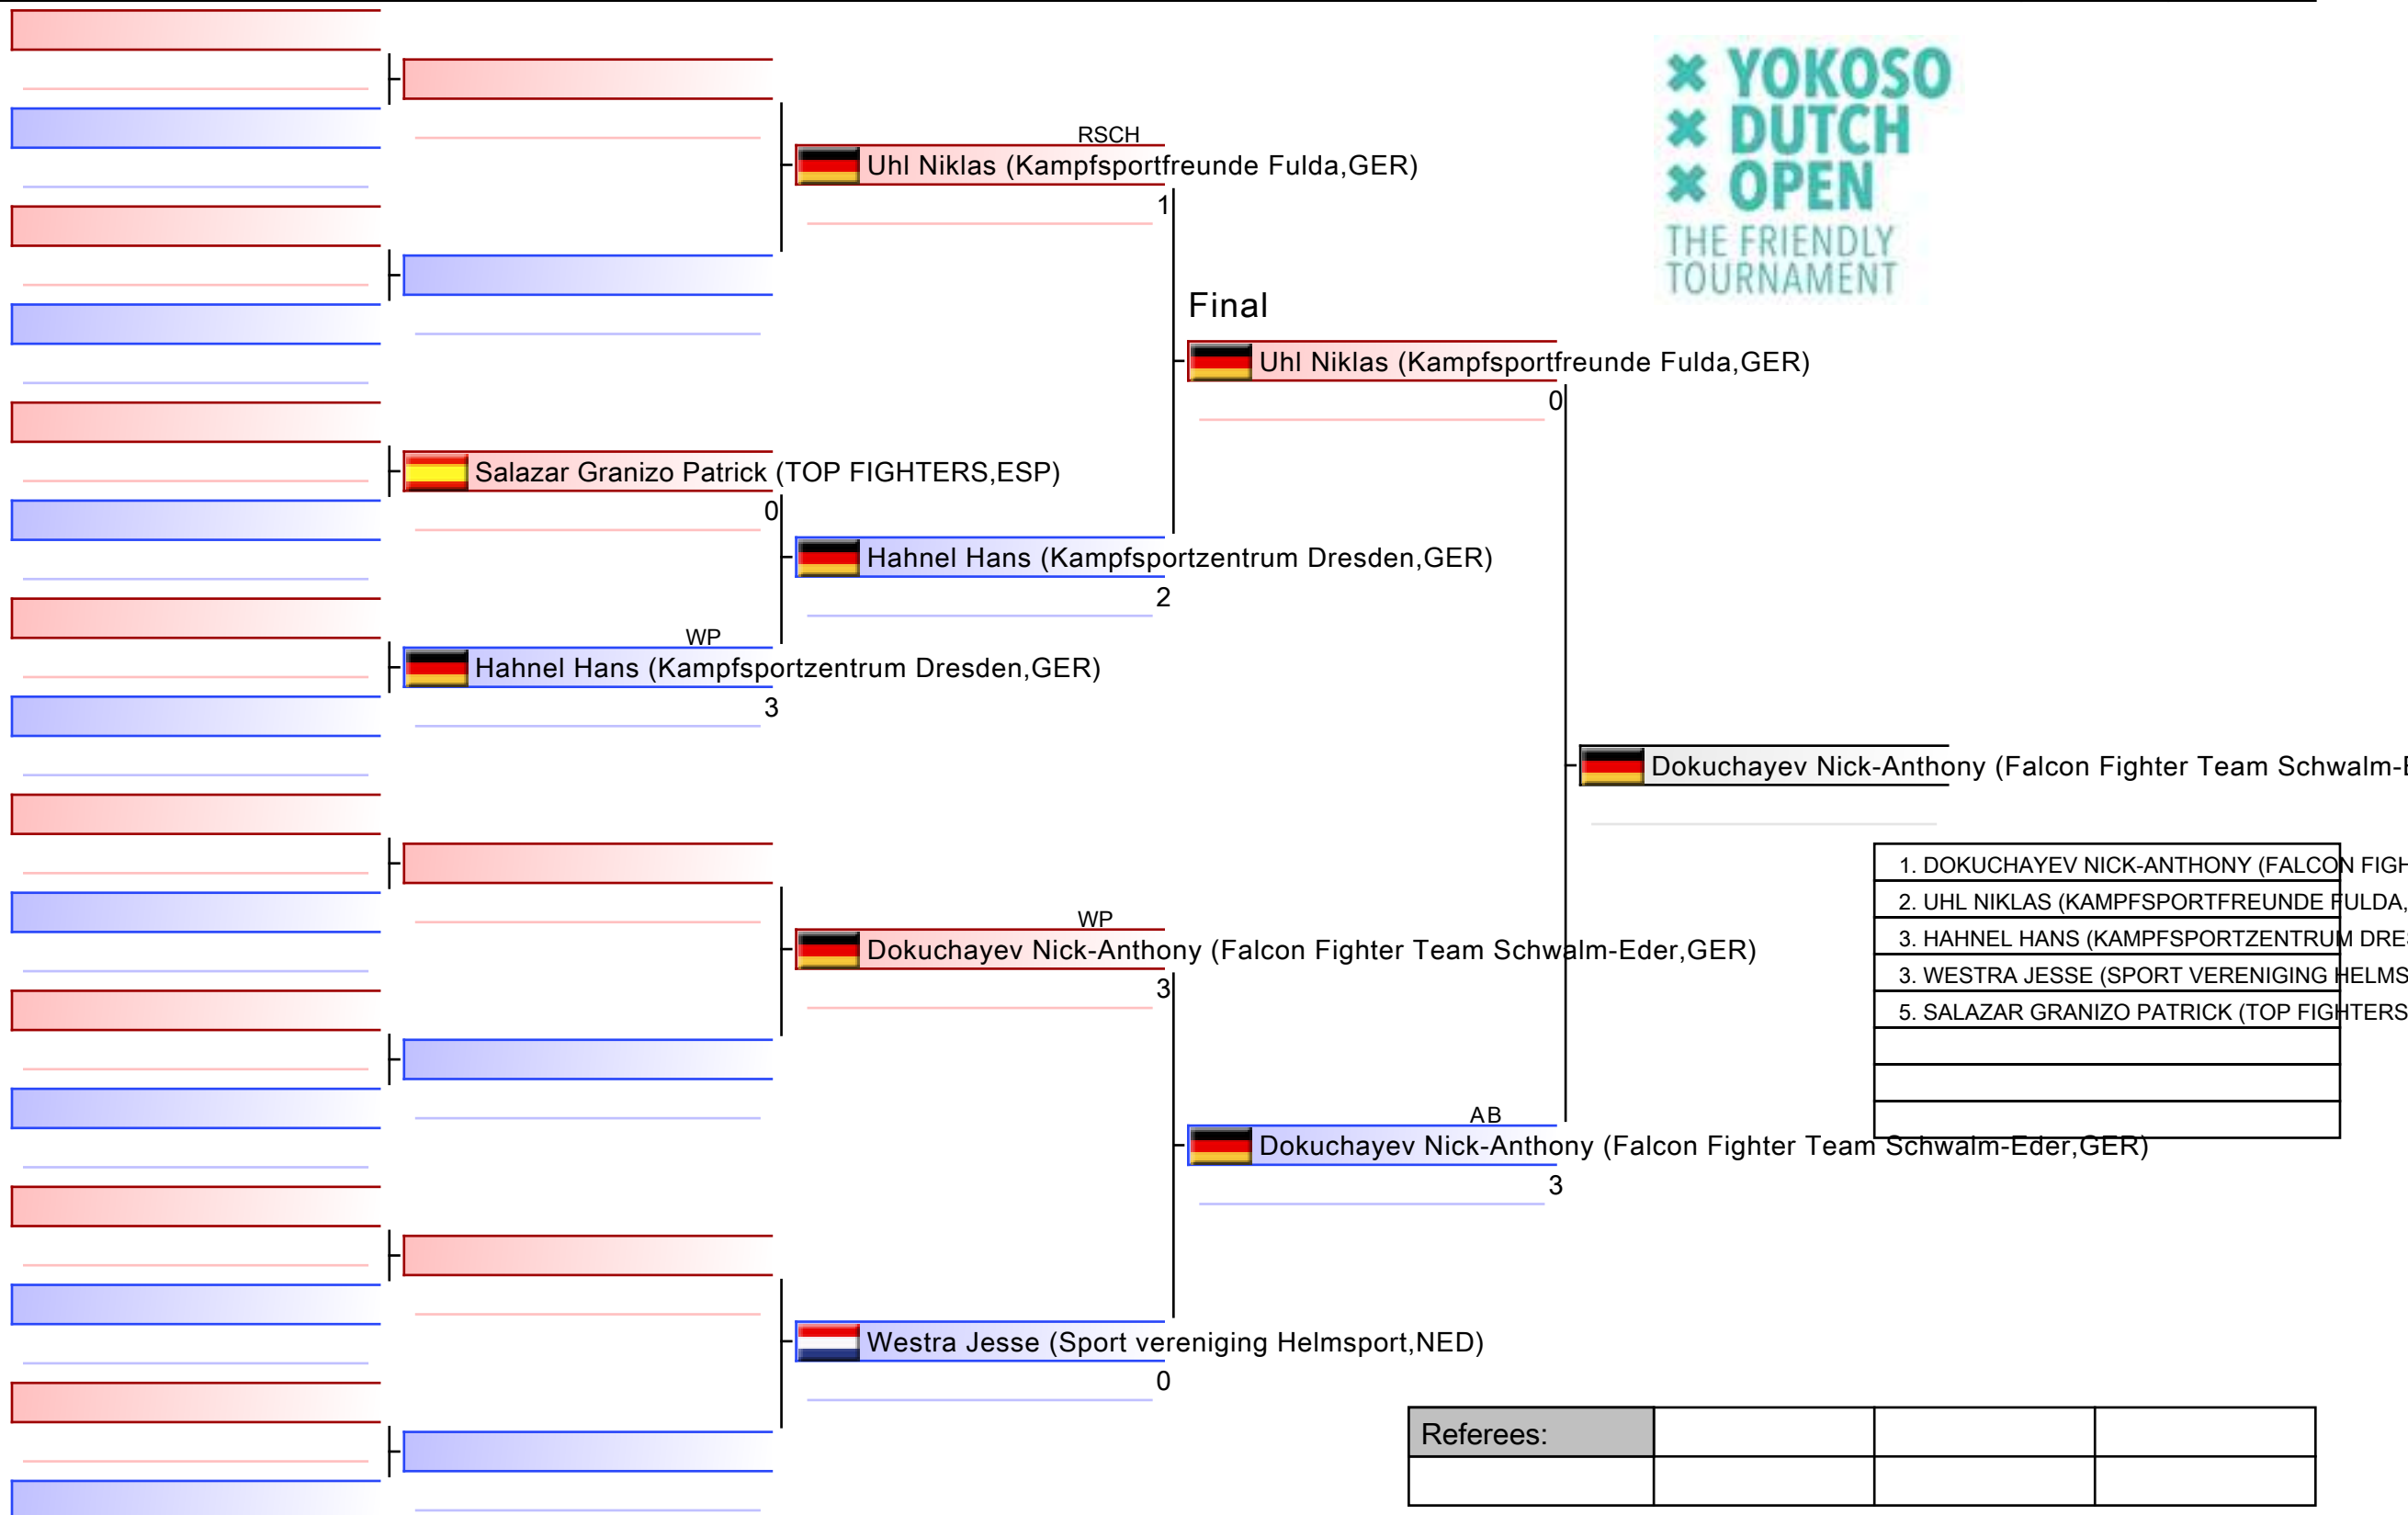 YOKOSO
DUTCH
OPEN
THE FRIENDLY
TOURNAMENT
RSCH
Uhl Niklas (Kampfsportfreunde Fulda,GER)
1
Final
Uhl Niklas (Kampfsportfreunde Fulda,GER)
0
Salazar Granizo Patrick (TOP FIGHTERS,ESP)
0
Hahnel Hans (Kampfsportzentrum Dresden,GER)
2
WP
Hahnel Hans (Kampfsportzentrum Dresden,GER)
3
Dokuchayev Nick-Anthony (Falcon Fighter Team Schwalm-E
1. DOKUCHAYEV NICK-ANTHONY (FALCON FIGH
2. UHL NIKLAS (KAMPFSPORTFREUNDE FULDA,
3. HAHNEL HANS (KAMPFSPORTZENTRUM DRES
3. WESTRA JESSE (SPORT VERENIGING HELMS
5. SALAZAR GRANIZO PATRICK (TOP FIGHTERS
WP
Dokuchayev Nick-Anthony (Falcon Fighter Team Schwalm-Eder,GER)
3
AB
Dokuchayev Nick-Anthony (Falcon Fighter Team Schwalm-Eder,GER)
3
Westra Jesse (Sport vereniging Helmsport,NED)
0
Referees: